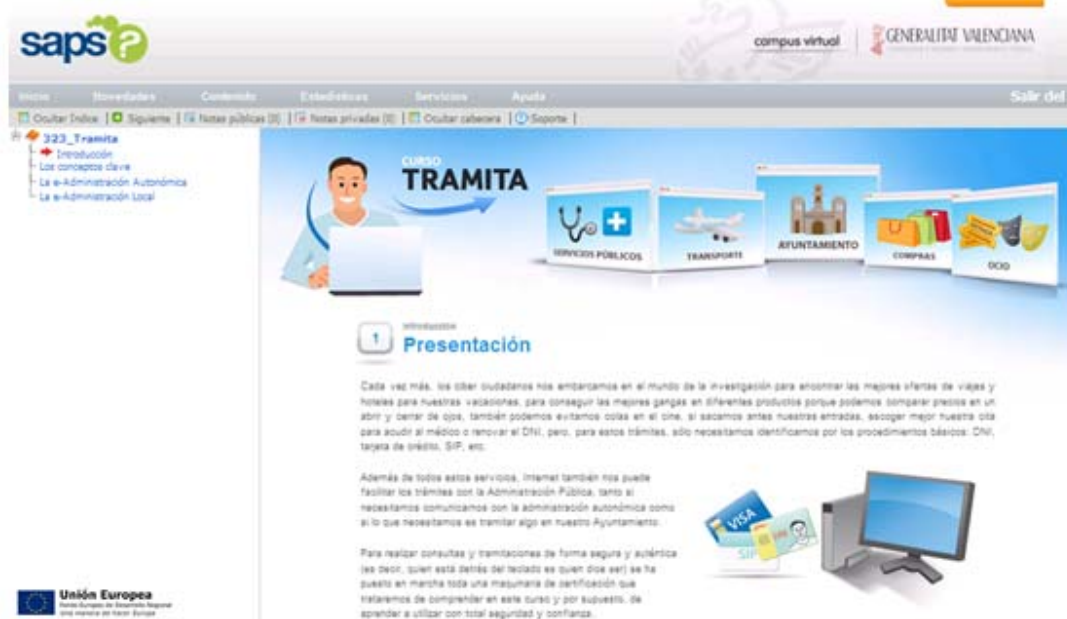 saps?
campus virtual
GENERALITAT VALENCIANA
Inicio Novedades Contenido Estadísticas Servicios Ayuda Salir del
Ocultar Indice | Siguiente | Notas públicas (0) | Notas privadas (0) | Ocultar cabecera | Soporte |
323_Tramita
Introducción
Los conceptos clave
La e-Administración Autonómica
La e-Administración Local
CURSO
TRAMITA
SERVICIOS PÚBLICOS
TRANSPORTE
AYUNTAMIENTO
COMPRAS
OCIO
1
Introducción
Presentación
Cada vez más, los ciber ciudadanos nos embarcamos en el mundo de la investigación para encontrar las mejores ofertas de viajes y
hoteles para nuestras vacaciones, para conseguir las mejores gangas en diferentes productos porque podemos comparar precios en un
abrir y cerrar de ojos, también podemos evitarnos colas en el cine, si sacamos antes nuestras entradas, escoger mejor nuestra cita
para acudir al médico o renovar el DNI, pero, para estos trámites, sólo necesitamos identificarnos por los procedimientos básicos: DNI,
tarjeta de crédito, SIP, etc.
Además de todos estos servicios, Internet también nos puede
facilitar los trámites con la Administración Pública, tanto si
necesitamos comunicarnos con la administración autonómica como
si lo que necesitamos es tramitar algo en nuestro Ayuntamiento.
Para realizar consultas y tramitaciones de forma segura y auténtica
(es decir, quien está detrás del teclado es quien dice ser) se ha
puesto en marcha toda una maquinaria de certificación que
trataremos de comprender en este curso y por supuesto, de
aprender a utilizar con total seguridad y confianza.
VISA
SIP
Unión Europea
Fondo Europeo de Desarrollo Regional
Una manera de hacer Europa